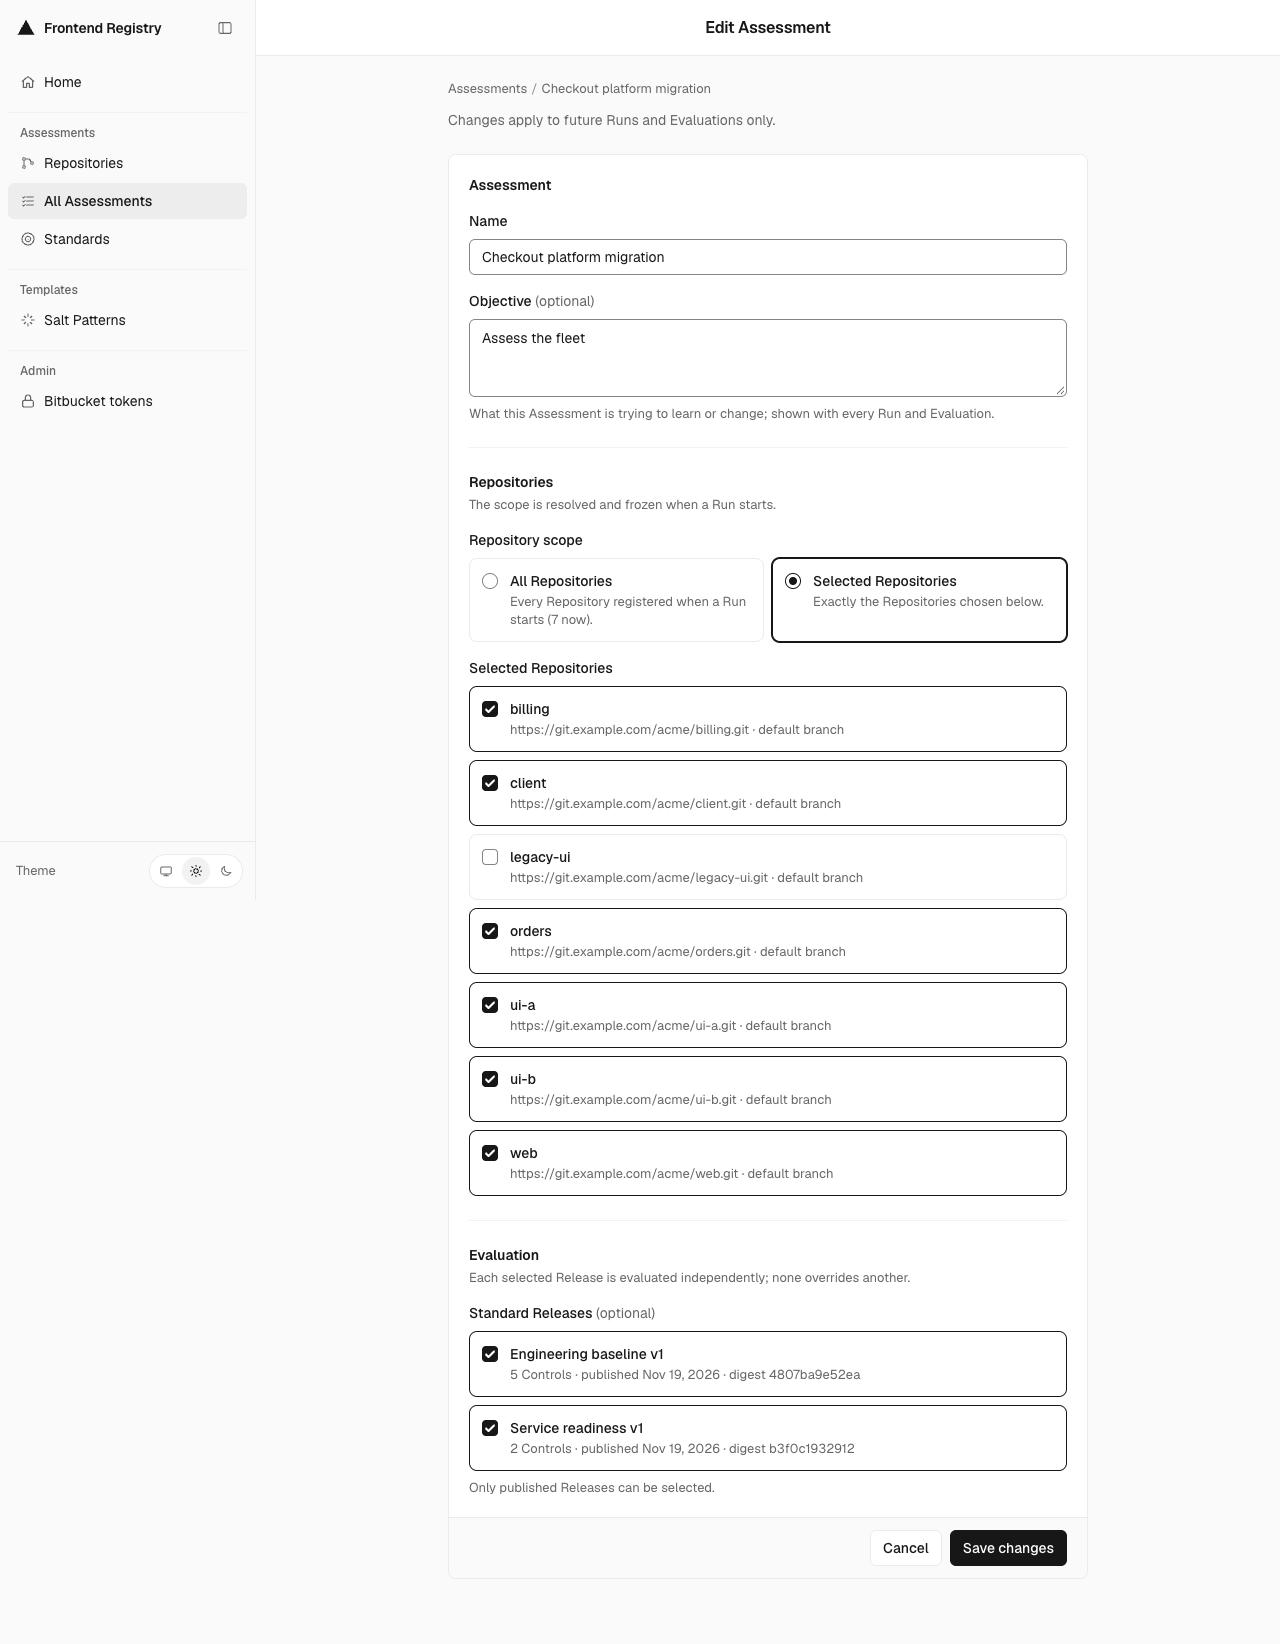 Frontend Registry
Home
Assessments
Repositories
All Assessments
Standards
Templates
Salt Patterns
Admin
Bitbucket tokens
Theme
Edit Assessment
Assessments / Checkout platform migration
Changes apply to future Runs and Evaluations only.
Assessment
Name
Checkout platform migration
Objective (optional)
Assess the fleet
What this Assessment is trying to learn or change; shown with every Run and Evaluation.
Repositories
The scope is resolved and frozen when a Run starts.
Repository scope
All Repositories
Every Repository registered when a Run
starts (7 now).
Selected Repositories
Exactly the Repositories chosen below.
Selected Repositories
billing
https://git.example.com/acme/billing.git · default branch
client
https://git.example.com/acme/client.git · default branch
legacy-ui
https://git.example.com/acme/legacy-ui.git · default branch
orders
https://git.example.com/acme/orders.git · default branch
ui-a
https://git.example.com/acme/ui-a.git · default branch
ui-b
https://git.example.com/acme/ui-b.git · default branch
web
https://git.example.com/acme/web.git · default branch
Evaluation
Each selected Release is evaluated independently; none overrides another.
Standard Releases (optional)
Engineering baseline v1
5 Controls · published Nov 19, 2026 · digest 4807ba9e52ea
Service readiness v1
2 Controls · published Nov 19, 2026 · digest b3f0c1932912
Only published Releases can be selected.
Cancel
Save changes